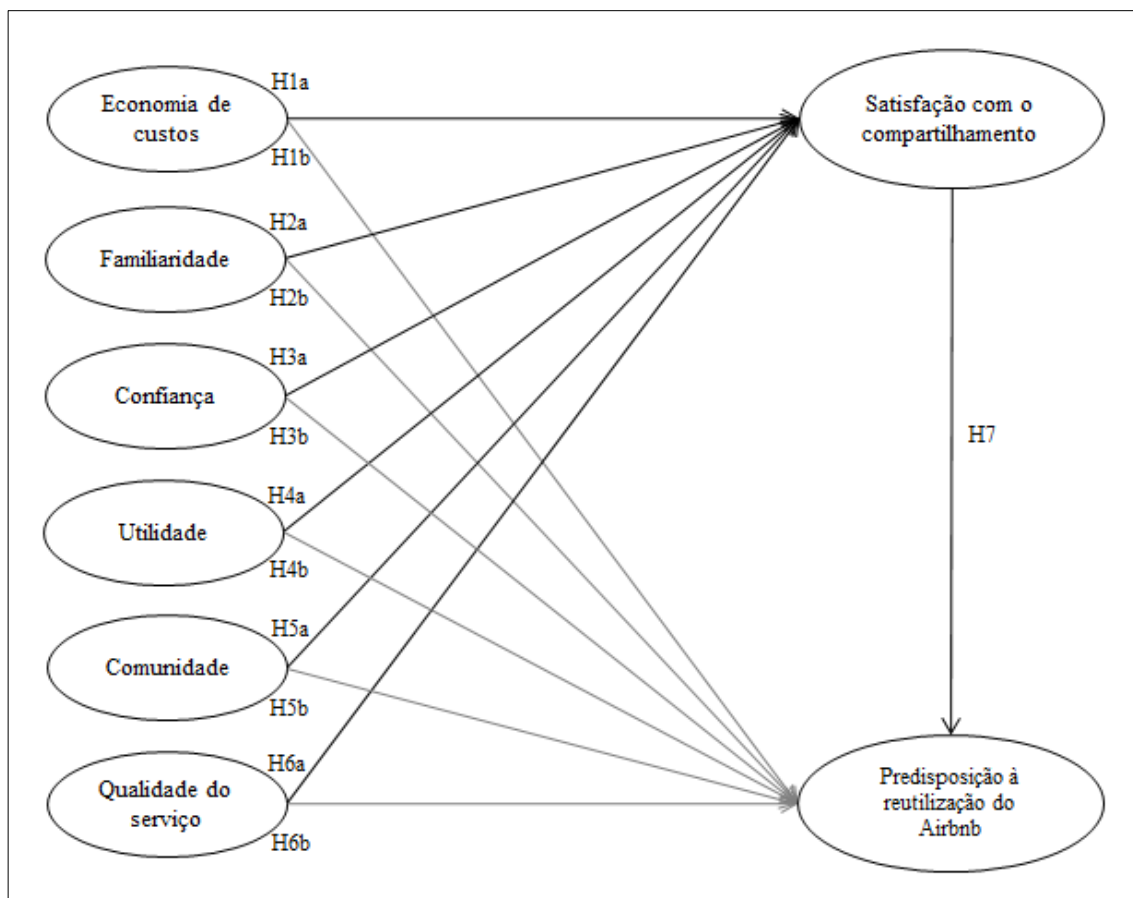 H1a
Economia de
custos
H1b
H2a
Familiaridade
H2b
H3a
Confiança
H3b
H4a
Utilidade
H4b
H5a
Comunidade
H5b
H6a
Qualidade do
serviço
H6b
Satisfação com o
compartilhamento
H7
Predisposição à
reutilização do
Airbnb